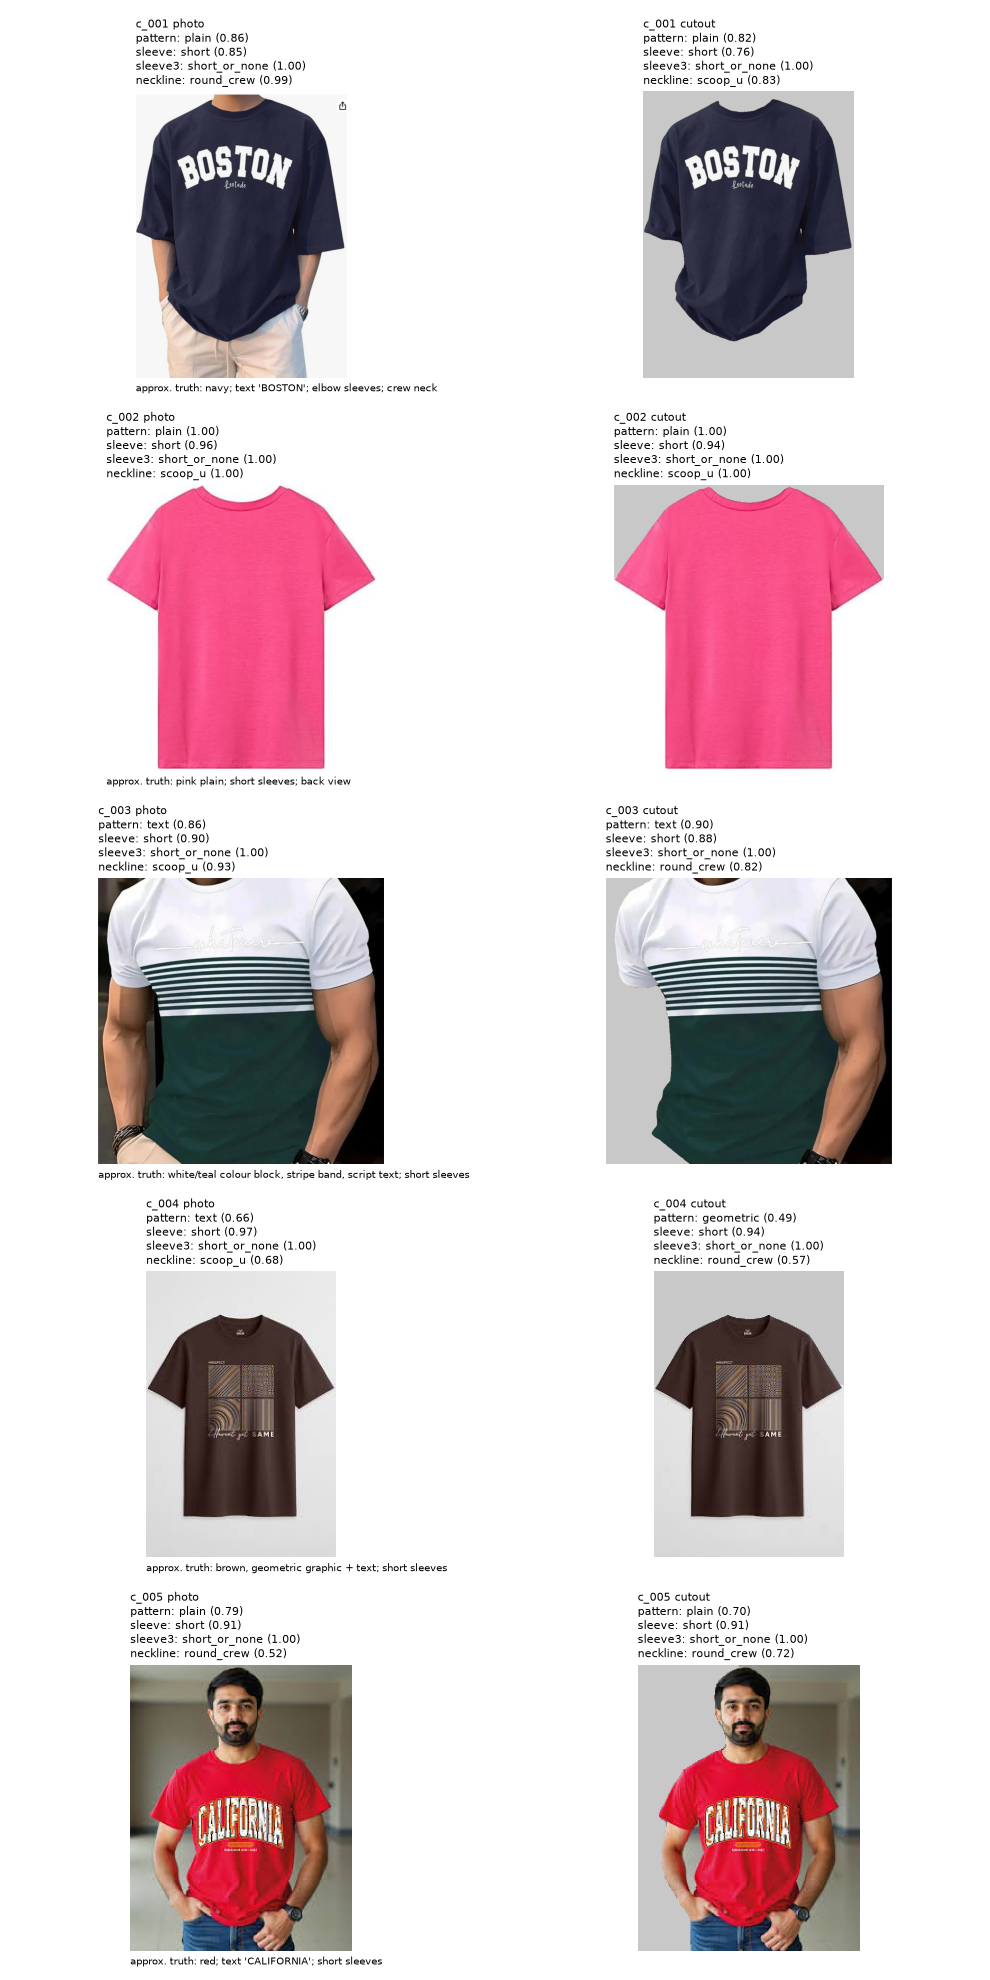 c_001 photo
pattern: plain (0.86)
sleeve: short (0.85)
sleeve3: short_or_none (1.00)
neckline: round_crew (0.99)
BOSTON
approx. truth: navy; text 'BOSTON'; elbow sleeves; crew neck
c_001 cutout
pattern: plain (0.82)
sleeve: short (0.76)
sleeve3: short_or_none (1.00)
neckline: scoop_u (0.83)
BOSTON
c_002 photo
pattern: plain (1.00)
sleeve: short (0.96)
sleeve3: short_or_none (1.00)
neckline: scoop_u (1.00)
approx. truth: pink plain; short sleeves; back view
c_002 cutout
pattern: plain (1.00)
sleeve: short (0.94)
sleeve3: short_or_none (1.00)
neckline: scoop_u (1.00)
c_003 photo
pattern: text (0.86)
sleeve: short (0.90)
sleeve3: short_or_none (1.00)
neckline: scoop_u (0.93)
whatever
approx. truth: white/teal colour block, stripe band, script text; short sleeves
c_003 cutout
pattern: text (0.90)
sleeve: short (0.88)
sleeve3: short_or_none (1.00)
neckline: round_crew (0.82)
whatever
c_004 photo
pattern: text (0.66)
sleeve: short (0.97)
sleeve3: short_or_none (1.00)
neckline: scoop_u (0.68)
different yet SAME
approx. truth: brown, geometric graphic + text; short sleeves
c_004 cutout
pattern: geometric (0.49)
sleeve: short (0.94)
sleeve3: short_or_none (1.00)
neckline: round_crew (0.57)
different yet SAME
c_005 photo
pattern: plain (0.79)
sleeve: short (0.91)
sleeve3: short_or_none (1.00)
neckline: round_crew (0.52)
CALIFORNIA
approx. truth: red; text 'CALIFORNIA'; short sleeves
c_005 cutout
pattern: plain (0.70)
sleeve: short (0.91)
sleeve3: short_or_none (1.00)
neckline: round_crew (0.72)
CALIFORNIA